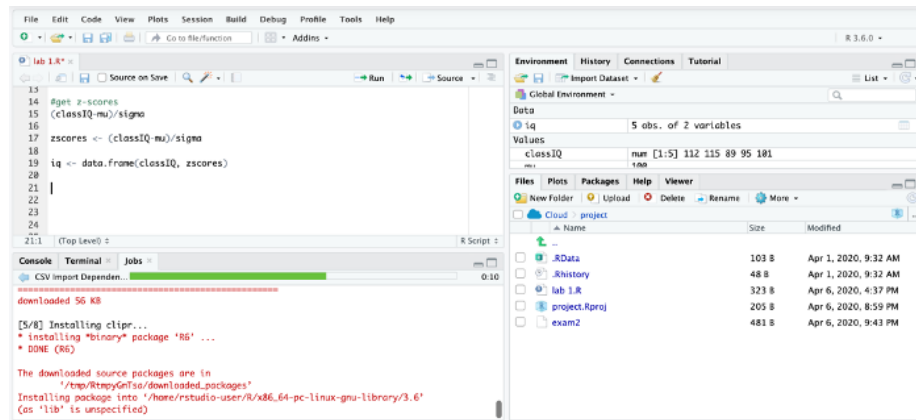 File Edit Code View Plots Session Build Debug Profile Tools Help
Go to file/function Addins R 3.6.0
lab 1.R*
Source on Save Run Source
13
14 #get z-scores
15 (classIQ-mu)/sigma
16
17 zscores <- (classIQ-mu)/sigma
18
19 iq <- data.frame(classIQ, zscores)
20
21
22
23
24
21:1 (Top Level) R Script
Console Terminal Jobs
CSV Import Dependen... 0:10
downloaded 56 KB
[5/8] Installing clipr...
* installing *binary* package 'R6' ...
* DONE (R6)
The downloaded source packages are in
'/tmp/RtmpyGmTsa/downloaded_packages'
Installing package into '/home/rstudio-user/R/x86_64-pc-linux-gnu-library/3.6'
(as 'lib' is unspecified)
Environment History Connections Tutorial
Import Dataset List
Global Environment
Data
iq 5 obs. of 2 variables
Values
classIQ num [1:5] 112 115 89 95 101
mu 100
Files Plots Packages Help Viewer
New Folder Upload Delete Rename More
Cloud project
Name Size Modified
..
.RData 103 B Apr 1, 2020, 9:32 AM
.Rhistory 48 B Apr 1, 2020, 9:32 AM
lab 1.R 323 B Apr 6, 2020, 4:37 PM
project.Rproj 205 B Apr 6, 2020, 8:59 PM
exam2 481 B Apr 6, 2020, 9:43 PM